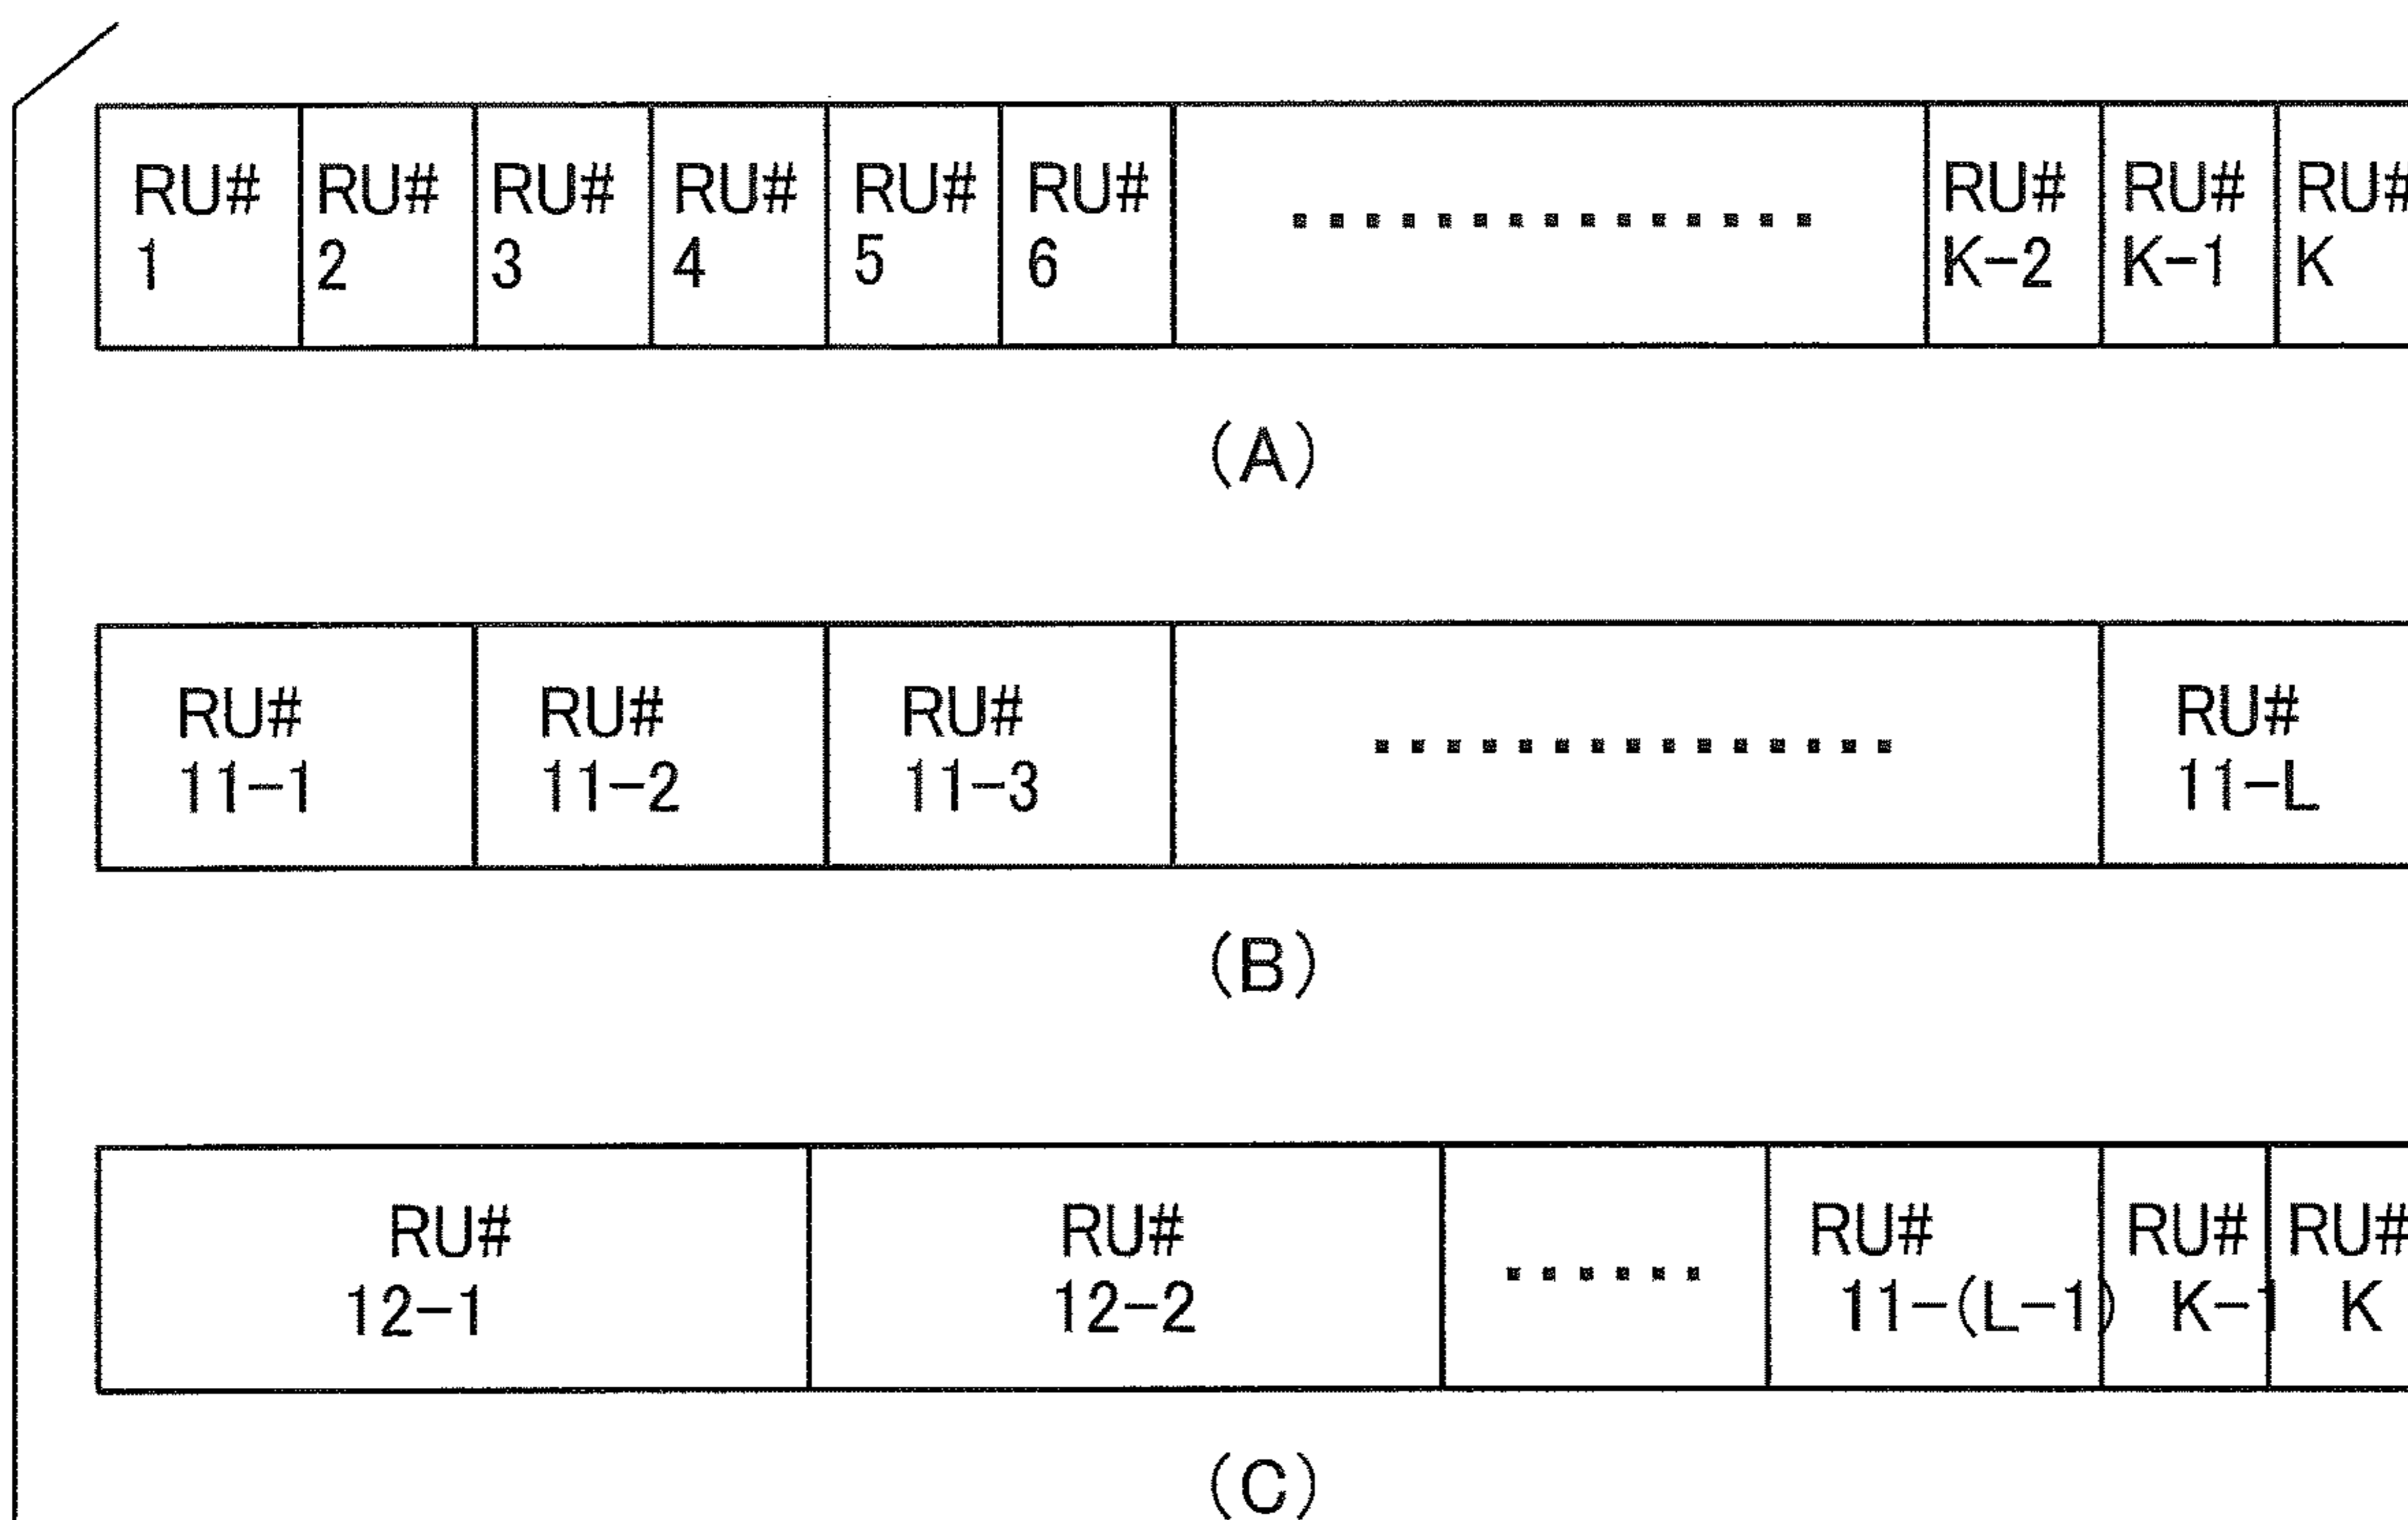 RU# RU# RU# RU# RU# RU# RU# RU# RU#
1 2 3 4 5 6 K-2 K-1 K
(A)
RU# RU# RU# RU#
11-1 11-2 11-3 11-L
(B)
RU# RU# RU# RU# RU#
12-1 12-2 11-(L-1) K-1 K
(C)